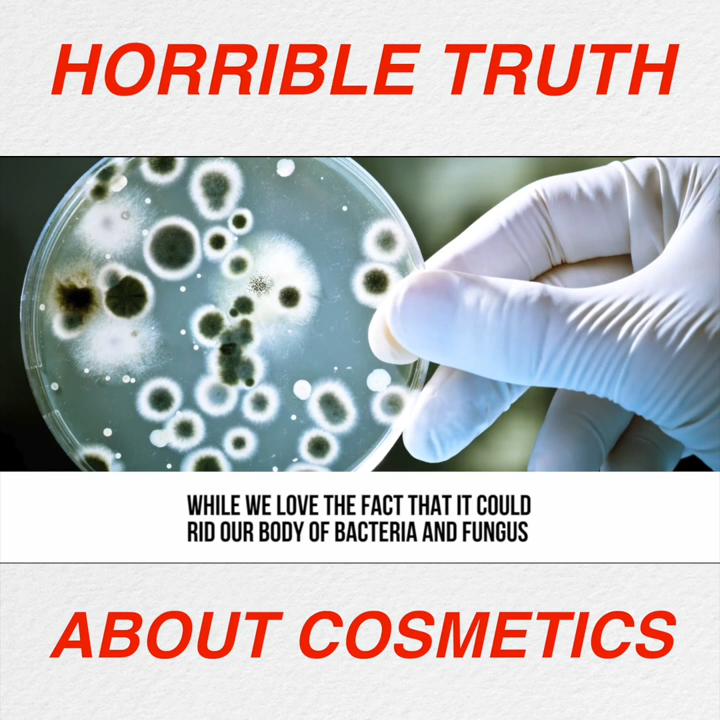 HORRIBLE TRUTH
WHILE WE LOVE THE FACT THAT IT COULD
RID OUR BODY OF BACTERIA AND FUNGUS
ABOUT COSMETICS